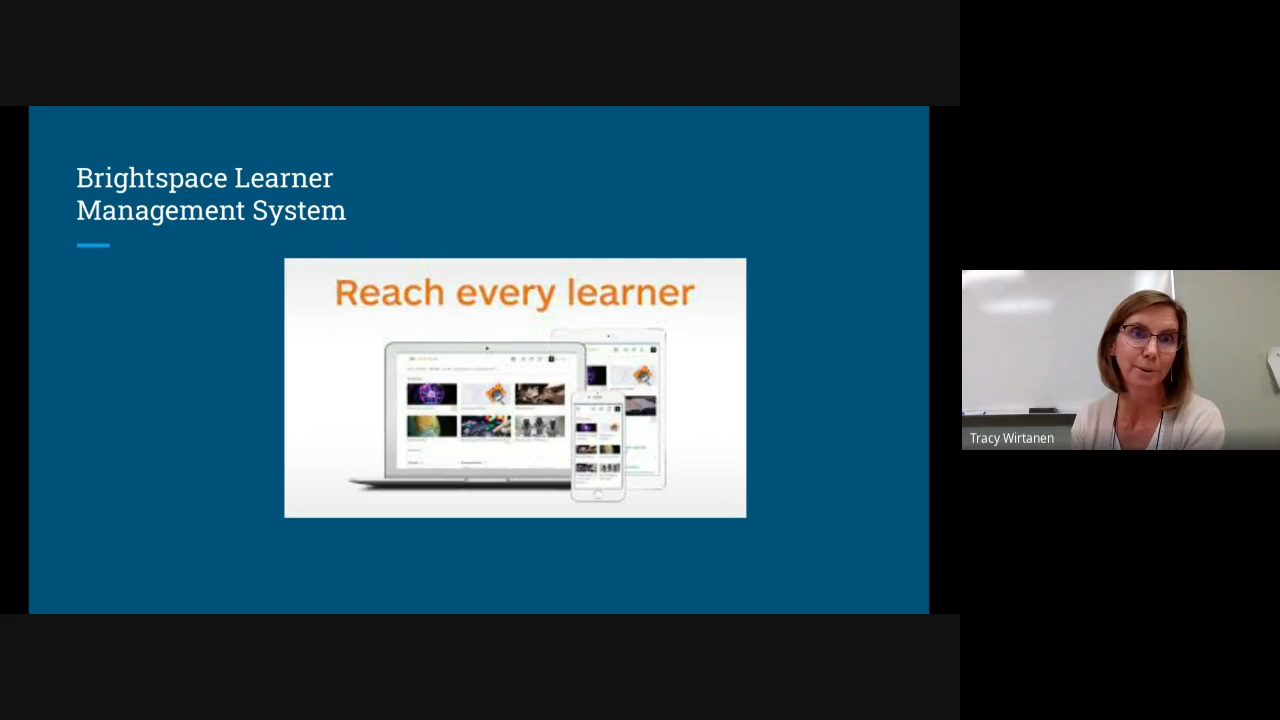 Brightspace Learner
Management System
Reach every learner
Tracy Wirtanen